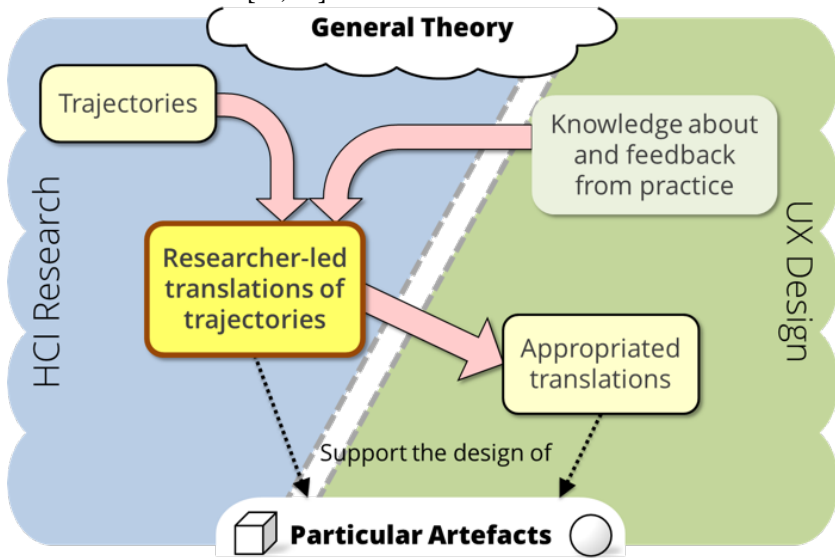 General Theory
Trajectories
Knowledge about
and feedback
from practice
HCI Research
UX Design
Researcher-led
translations of
trajectories
Appropriated
translations
Support the design of
Particular Artefacts